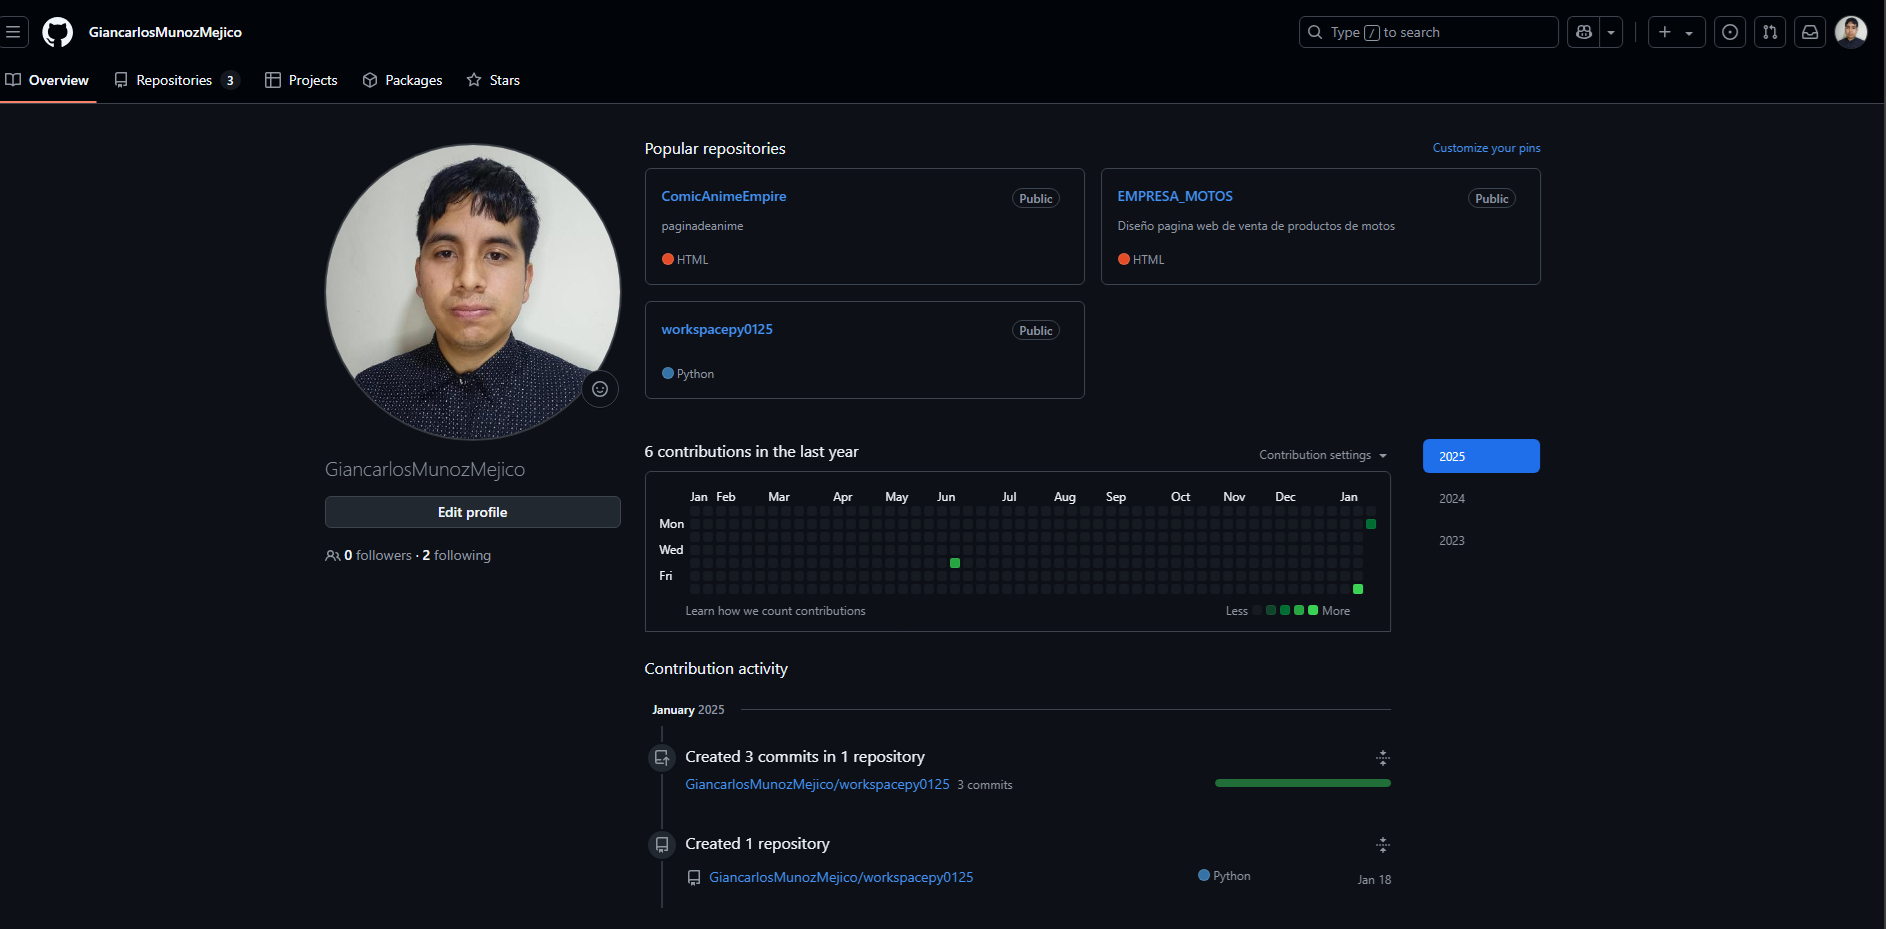 GiancarlosMunozMejico
Type / to search
Overview
Repositories 3
Projects
Packages
Stars
Popular repositories
Customize your pins
ComicAnimeEmpire
Public
paginadeanime
HTML
EMPRESA_MOTOS
Public
Diseño pagina web de venta de productos de motos
HTML
workspacepy0125
Public
Python
GiancarlosMunozMejico
Edit profile
0 followers · 2 following
6 contributions in the last year
Contribution settings
2025
2024
2023
Jan Feb Mar Apr May Jun Jul Aug Sep Oct Nov Dec Jan
Mon
Wed
Fri
Learn how we count contributions
Less
More
Contribution activity
January 2025
Created 3 commits in 1 repository
GiancarlosMunozMejico/workspacepy0125 3 commits
Created 1 repository
GiancarlosMunozMejico/workspacepy0125
Python
Jan 18